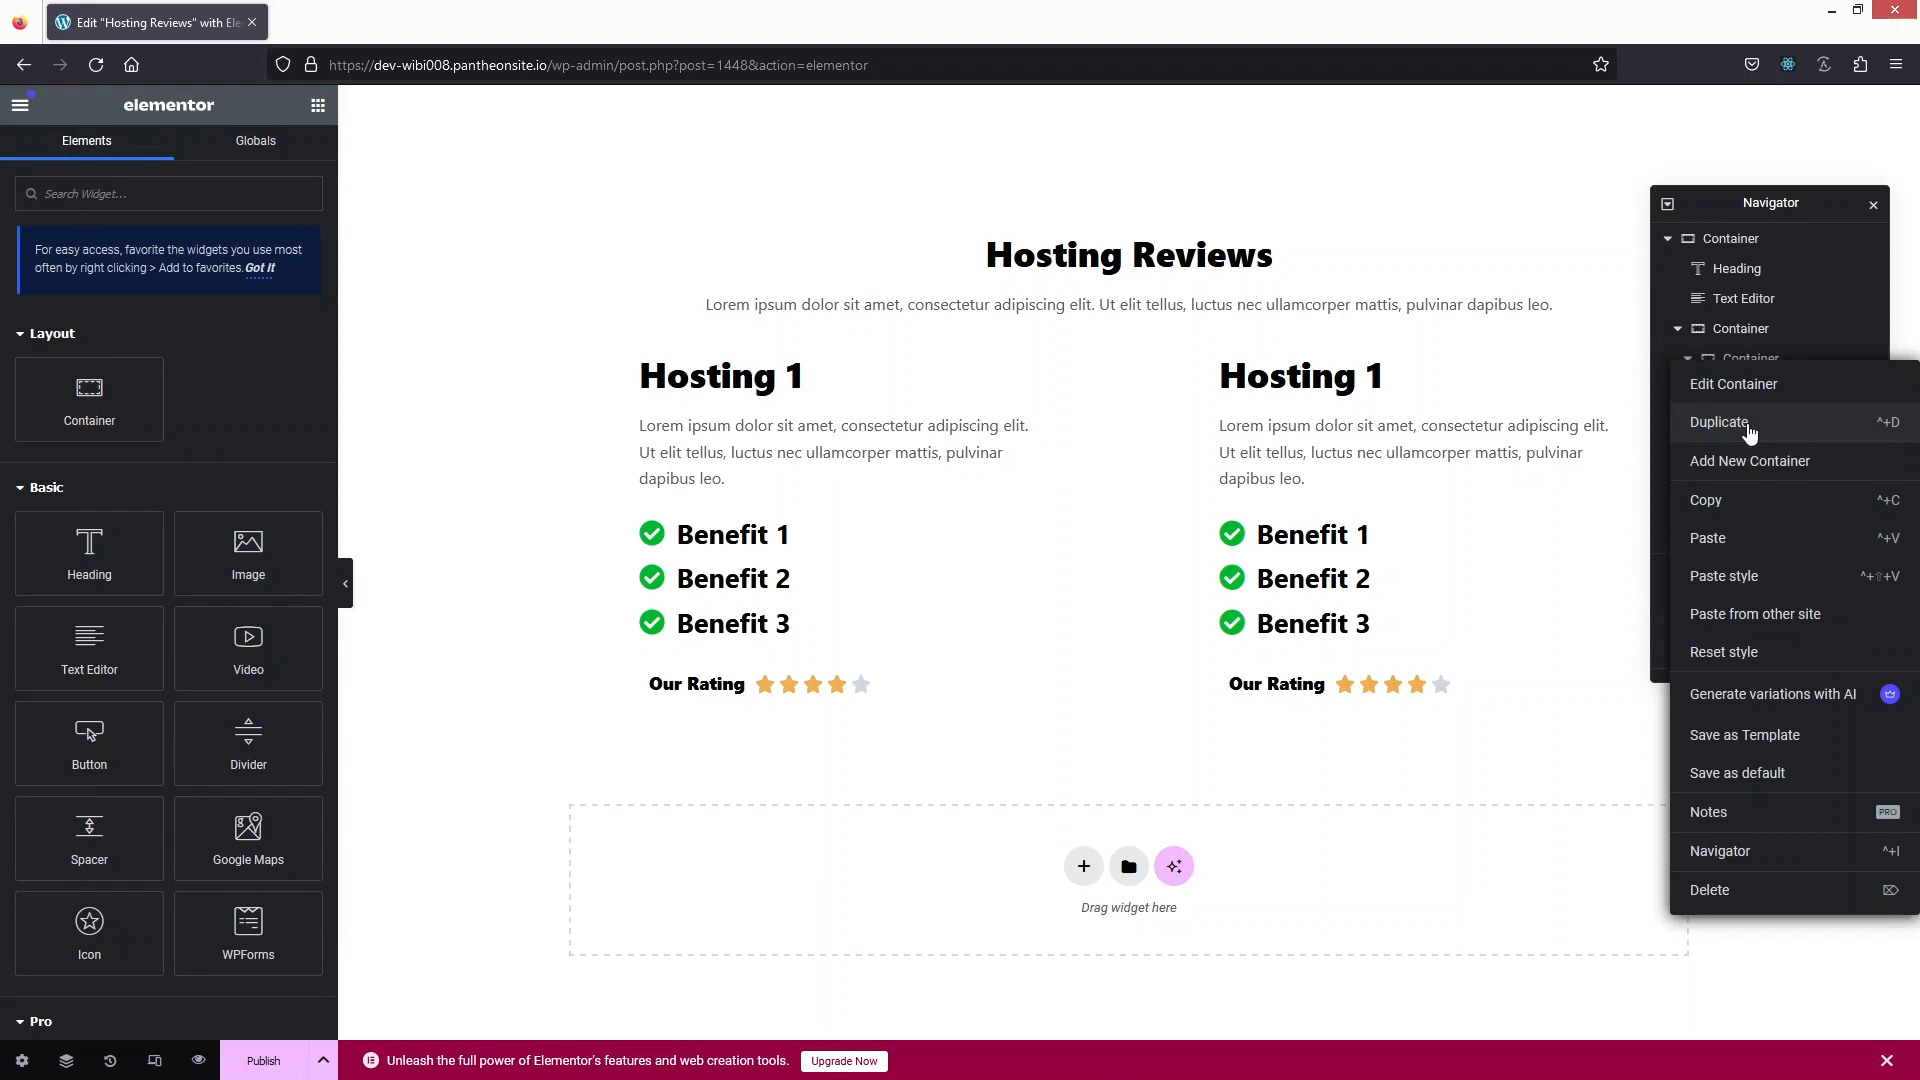 Edit "Hosting Reviews" with Ele
https://dev-wibi008.pantheonsite.io/wp-admin/post.php?post=1448&action=elementor
elementor
Elements
Globals
Search Widget...
For easy access, favorite the widgets you use most
often by right clicking > Add to favorites. Got It
Layout
Container
Basic
Heading
Image
Text Editor
Video
Button
Divider
Spacer
Google Maps
Icon
WPForms
Pro
Publish
Hosting Reviews
Lorem ipsum dolor sit amet, consectetur adipiscing elit. Ut elit tellus, luctus nec ullamcorper mattis, pulvinar dapibus leo.
Hosting 1
Lorem ipsum dolor sit amet, consectetur adipiscing elit.
Ut elit tellus, luctus nec ullamcorper mattis, pulvinar
dapibus leo.
Benefit 1
Benefit 2
Benefit 3
Our Rating
Hosting 1
Lorem ipsum dolor sit amet, consectetur adipiscing elit.
Ut elit tellus, luctus nec ullamcorper mattis, pulvinar
dapibus leo.
Benefit 1
Benefit 2
Benefit 3
Our Rating
Drag widget here
Navigator
Container
Heading
Text Editor
Container
Container
Edit Container
Duplicate ^+D
Add New Container
Copy ^+C
Paste ^+V
Paste style ^+⇧+V
Paste from other site
Reset style
Generate variations with AI
Save as Template
Save as default
Notes PRO
Navigator ^+I
Delete ⌦
Unleash the full power of Elementor's features and web creation tools. Upgrade Now